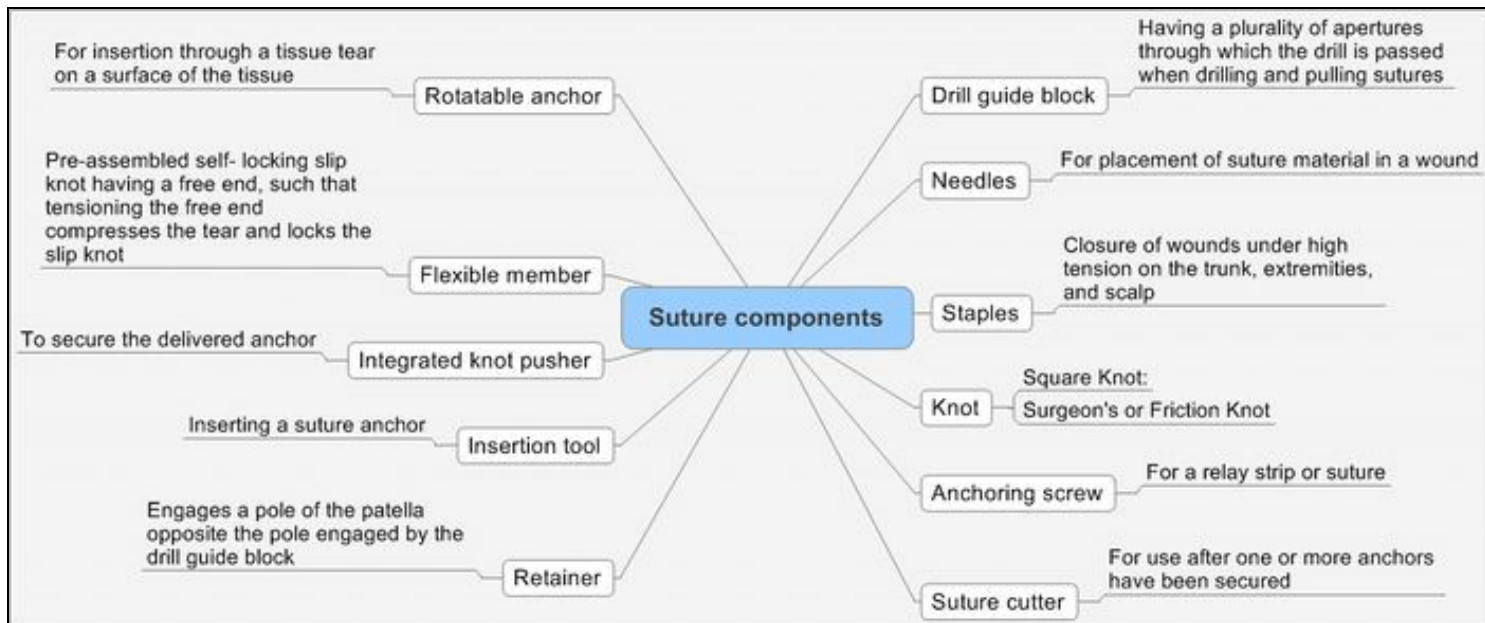 For insertion through a tissue tear
on a surface of the tissue
Rotatable anchor
Pre-assembled self- locking slip
knot having a free end, such that
tensioning the free end
compresses the tear and locks the
slip knot
Flexible member
To secure the delivered anchor
Integrated knot pusher
Inserting a suture anchor
Insertion tool
Engages a pole of the patella
opposite the pole engaged by the
drill guide block
Retainer
Suture components
Having a plurality of apertures
through which the drill is passed
when drilling and pulling sutures
Drill guide block
For placement of suture material in a wound
Needles
Closure of wounds under high
tension on the trunk, extremities,
and scalp
Staples
Square Knot:
Knot
Surgeon's or Friction Knot
For a relay strip or suture
Anchoring screw
For use after one or more anchors
have been secured
Suture cutter